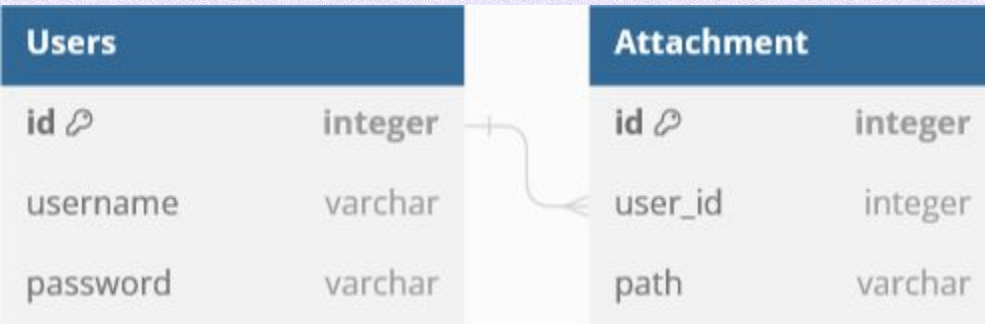 Users
id integer
username varchar
password varchar
Attachment
id integer
user_id integer
path varchar